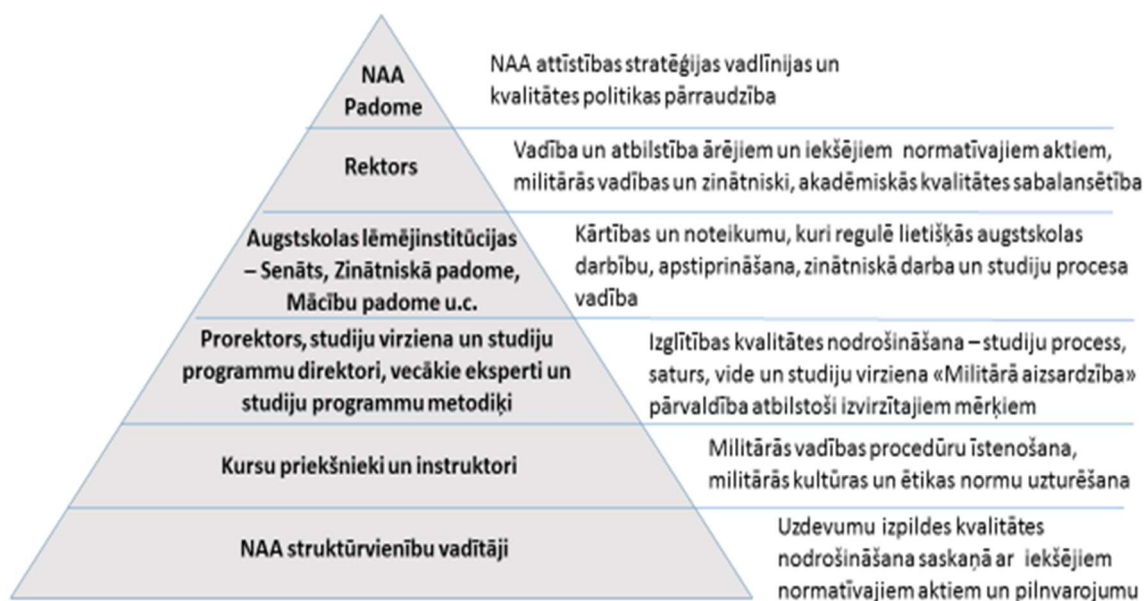 NAA
Padome
NAA attīstības stratēģijas vadlīnijas un
kvalitātes politikas pārraudzība
Rektors
Vadība un atbilstība ārējiem un iekšējiem normatīvajiem aktiem,
militārās vadības un zinātniski, akadēmiskās kvalitātes sabalansētība
Augstskolas lēmējinstitūcijas
– Senāts, Zinātniskā padome,
Mācību padome u.c.
Kārtības un noteikumu, kuri regulē lietišķās augstskolas
darbību, apstiprināšana, zinātniskā darba un studiju procesa
vadība
Prorektors, studiju virziena un studiju
programmu direktori, vecākie eksperti un
studiju programmu metodiķi
Izglītības kvalitātes nodrošināšana – studiju process,
saturs, vide un studiju virziena «Militārā aizsardzība»
pārvaldība atbilstoši izvirzītajiem mērķiem
Kursu priekšnieki un instruktori
Militārās vadības procedūru īstenošana,
militārās kultūras un ētikas normu uzturēšana
NAA struktūrvienību vadītāji
Uzdevumu izpildes kvalitātes
nodrošināšana saskaņā ar iekšējiem
normatīvajiem aktiem un pilnvarojumu